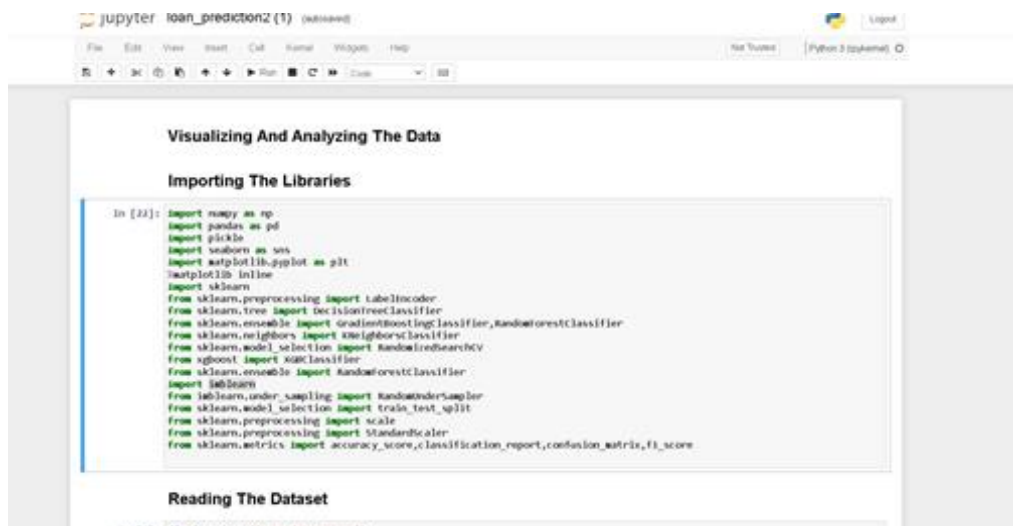 jupyter loan_prediction2 (1) (autosaved)
Logout
File Edit View Insert Cell Kernel Widgets Help
Not Trusted Python 3 (ipykernel)
Run Code
Visualizing And Analyzing The Data
Importing The Libraries
In [22]: import numpy as np
import pandas as pd
import pickle
import seaborn as sns
import matplotlib.pyplot as plt
%matplotlib inline
import sklearn
from sklearn.preprocessing import LabelEncoder
from sklearn.tree import DecisionTreeClassifier
from sklearn.ensemble import GradientBoostingClassifier,RandomForestClassifier
from sklearn.neighbors import KNeighborsClassifier
from sklearn.model_selection import RandomizedSearchCV
from xgboost import XGBClassifier
from sklearn.ensemble import RandomForestClassifier
import imblearn
from imblearn.under_sampling import RandomUnderSampler
from sklearn.model_selection import train_test_split
from sklearn.preprocessing import scale
from sklearn.preprocessing import StandardScaler
from sklearn.metrics import accuracy_score,classification_report,confusion_matrix,f1_score
Reading The Dataset